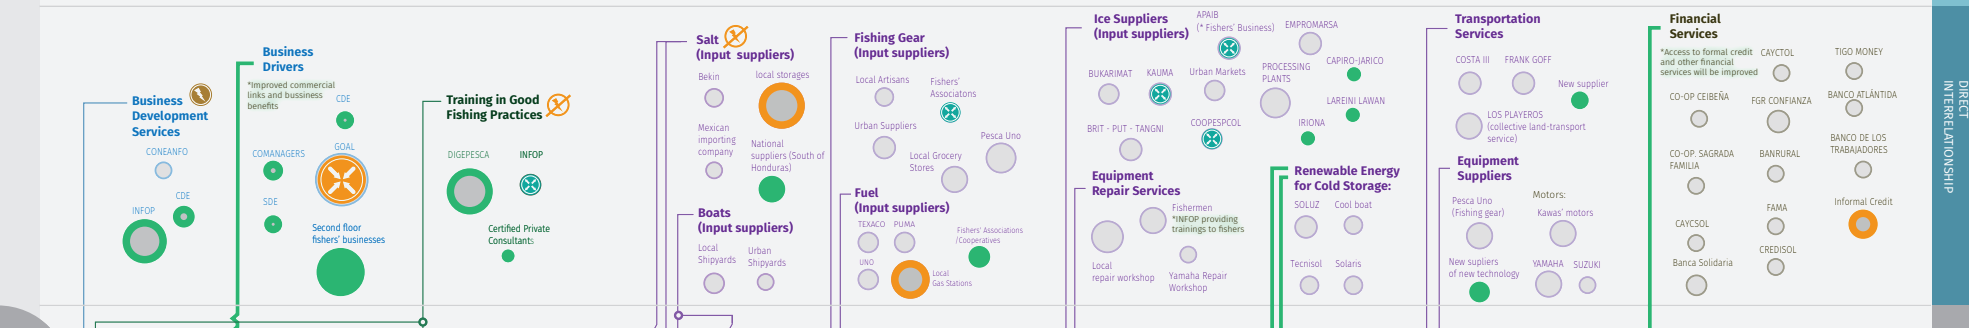 Business
Development
Services
CONEANFO
CDE
INFOP
Business
Drivers
*Improved commercial
links and bussiness
benefits
CDE
COMANAGERS
GOAL
SDE
Second floor
fishers' businesses
Training in Good
Fishing Practices
DIGEPESCA
INFOP
Certified Private
Consultants
Salt
(Input suppliers)
Bekin
local storages
Mexican
importing
company
National
suppliers (South of
Honduras)
Boats
(Input suppliers)
Local
Shipyards
Urban
Shipyards
Fishing Gear
(Input suppliers)
Local Artisans
Fishers'
Associatons
Urban Suppliers
Pesca Uno
Local Grocery
Stores
Fuel
(Input suppliers)
TEXACO
PUMA
Fishers' Associations
/Cooperatives
UNO
Local
Gas Stations
Ice Suppliers
(Input suppliers)
APAIB
(* Fishers' Business)
EMPROMARSA
BUKARIMAT
KAUMA
Urban Markets
PROCESSING
PLANTS
CAPIRO-JARICO
LAREINI LAWAN
BRIT - PUT - TANGNI
COOPESPCOL
IRIONA
Equipment
Repair Services
Fishermen
*INFOP providing
trainings to fishers
Local
repair workshop
Yamaha Repair
Workshop
Renewable Energy
for Cold Storage:
SOLUZ
Cool boat
Tecnisol
Solaris
Transportation
Services
COSTA III
FRANK GOFF
New supplier
LOS PLAYEROS
(collective land-transport
service)
Equipment
Suppliers
Pesca Uno
(Fishing gear)
Motors:
Kawas' motors
New supliers
of new technology
YAMAHA
SUZUKI
Financial
Services
*Access to formal credit
and other financial
services will be improved
CAYCTOL
TIGO MONEY
CO-OP CEIBEÑA
FGR CONFIANZA
BANCO ATLÁNTIDA
BANCO DE LOS
TRABAJADORES
CO-OP. SAGRADA
FAMILIA
BANRURAL
Informal Credit
CAYCSOL
FAMA
Banca Solidaria
CREDISOL
DIRECT
INTERRELATIONSHIP